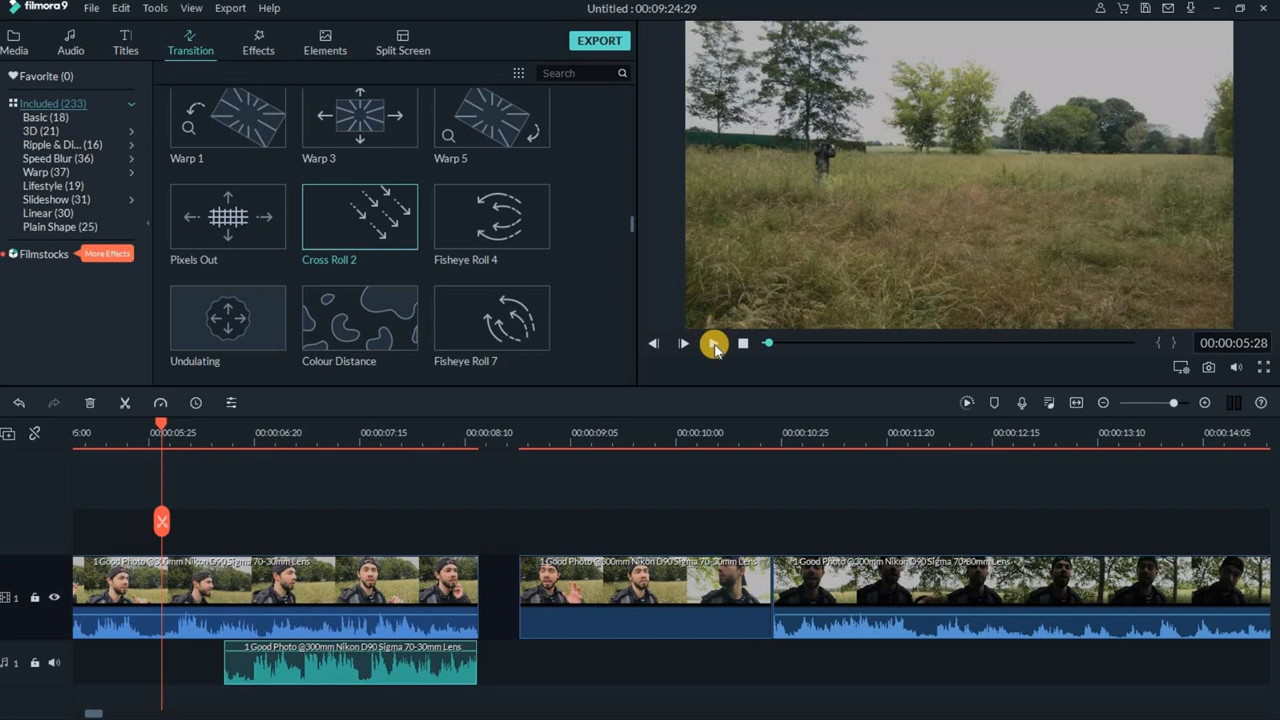 filmora9 File Edit Tools View Export Help Untitled : 00:09:24:29
Media Audio Titles Transition Effects Elements Split Screen EXPORT
Favorite (0)
Search
Included (233)
Basic (18)
3D (21)
Ripple & Di... (16)
Speed Blur (36)
Warp (37)
Lifestyle (19)
Slideshow (31)
Linear (30)
Plain Shape (25)
Filmstocks More Effects
Warp 1 Warp 3 Warp 5
Pixels Out Cross Roll 2 Fisheye Roll 4
Undulating Colour Distance Fisheye Roll 7
00:00:05:28
5:00 00:00:05:25 00:00:06:20 00:00:07:15 00:00:08:10 00:00:09:05 00:00:10:00 00:00:10:25 00:00:11:20 00:00:12:15 00:00:13:10 00:00:14:05
1 Good Photo @300mm Nikon D90 Sigma 70-30mm Lens 1 Good Photo @300mm Nikon D90 Sigma 70-30mm Lens 1 Good Photo @300mm Nikon D90 Sigma 70-80mm Lens
1
1 Good Photo @300mm Nikon D90 Sigma 70-30mm Lens
1